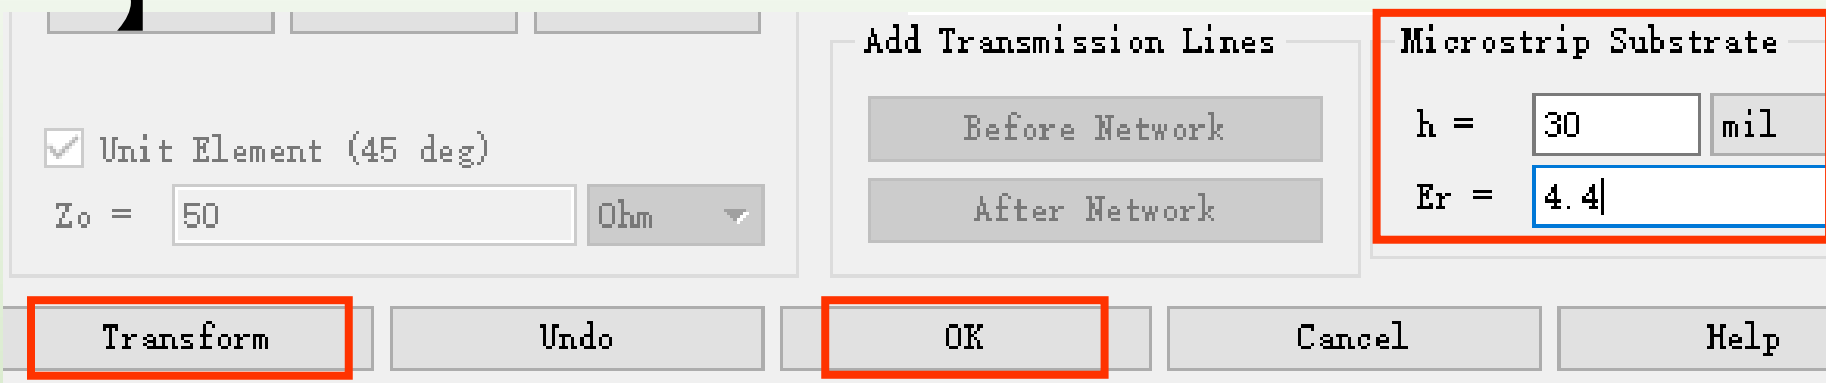 Add Transmission Lines
Microstrip Substrate
Before Network
h = 30 mil
Unit Element (45 deg)
After Network
Er = 4.4
Zo = 50 Ohm
Transform Undo OK Cancel Help